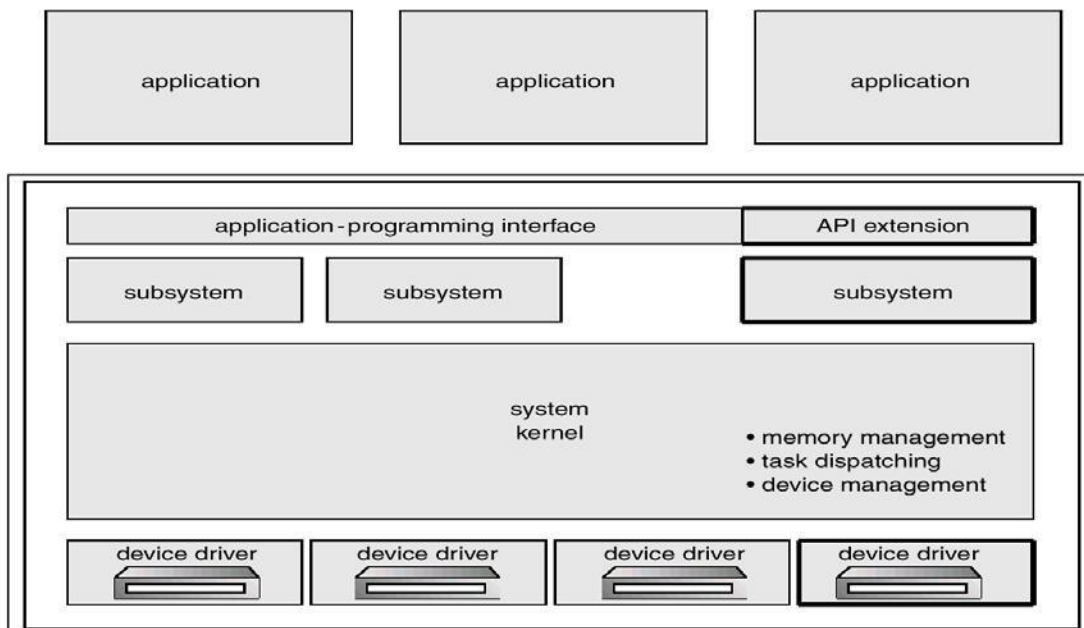 application
application
application
application-programming interface
API extension
subsystem
subsystem
subsystem
system
kernel
• memory management
• task dispatching
• device management
device driver
device driver
device driver
device driver